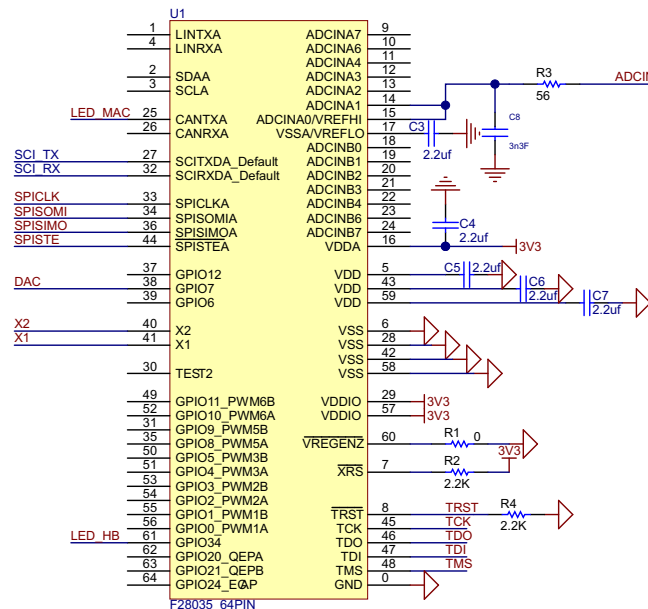 U1
1 LINTXA ADCINA7 9
4 LINRXA ADCINA6 10
ADCINA4 11
2 SDAA ADCINA3 12
3 SCLA ADCINA2 13
ADCINA1 14
LED_MAC 25 CANTXA ADCINA0/VREFHI 15
26 CANRXA VSSA/VREFLO 17
ADCINB0 18
SCI_TX 27 SCITXDA_Default ADCINB1 19
SCI_RX 32 SCIRXDA_Default ADCINB2 20
ADCINB3 21
SPICLK 33 SPICLKA ADCINB4 22
SPISOMI 34 SPISOMIA ADCINB6 23
SPISIMO 36 SPISIMOA ADCINB7 24
SPISTE 44 SPISTEA VDDA 16
R3
56
ADCIN
C8
3n3F
C3
2.2uf
C4
2.2uf
3V3
37 GPIO12 VDD 5
DAC 38 GPIO7 VDD 43
39 GPIO6 VDD 59
C5 2.2uf
C6
2.2uf
C7
2.2uf
X2 40 X2 VSS 6
X1 41 X1 VSS 28
VSS 42
30 TEST2 VSS 58
49 GPIO11_PWM6B VDDIO 29 3V3
52 GPIO10_PWM6A VDDIO 57 3V3
31 GPIO9_PWM5B
35 GPIO8_PWM5A VREGENZ 60 R1 0
50 GPIO5_PWM3B
51 GPIO4_PWM3A XRS 7 R2 3V3
2.2K
53 GPIO3_PWM2B
54 GPIO2_PWM2A
55 GPIO1_PWM1B TRST 8 TRST R4
2.2K
56 GPIO0_PWM1A TCK 45 TCK
LED_HB 61 GPIO34 TDO 46 TDO
62 GPIO20_QEPA TDI 47 TDI
63 GPIO21_QEPB TMS 48 TMS
64 GPIO24_ECAP GND 0
F28035_64PIN